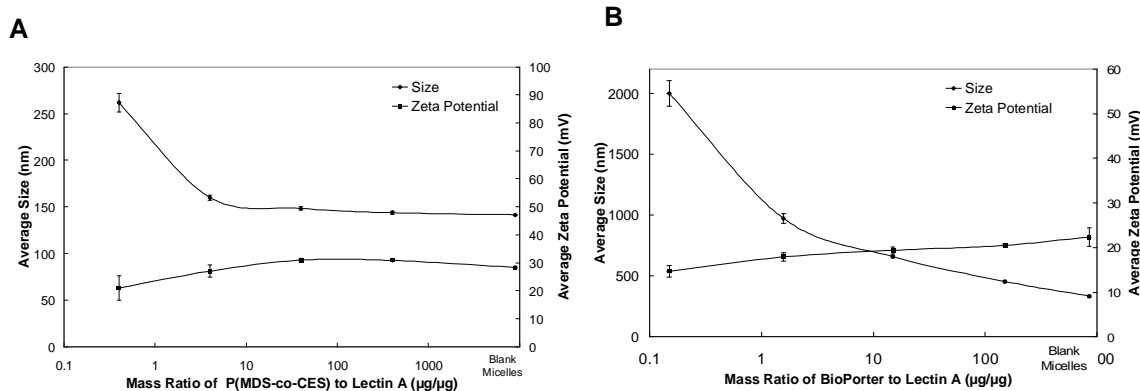 A
300
250
200
150
100
50
0
Average Size (nm)
100
90
80
70
60
50
40
30
20
10
0
Average Zeta Potential (mV)
Size
Zeta Potential
0.1 1 10 100 1000 Blank
Micelles
Mass Ratio of P(MDS-co-CES) to Lectin A (µg/µg)
B
2000
1500
1000
500
0
Average Size (nm)
60
50
40
30
20
10
0
Average Zeta Potential (mV)
Size
Zeta Potential
0.1 1 10 100 Blank
Micelles 00
Mass Ratio of BioPorter to Lectin A (µg/µg)